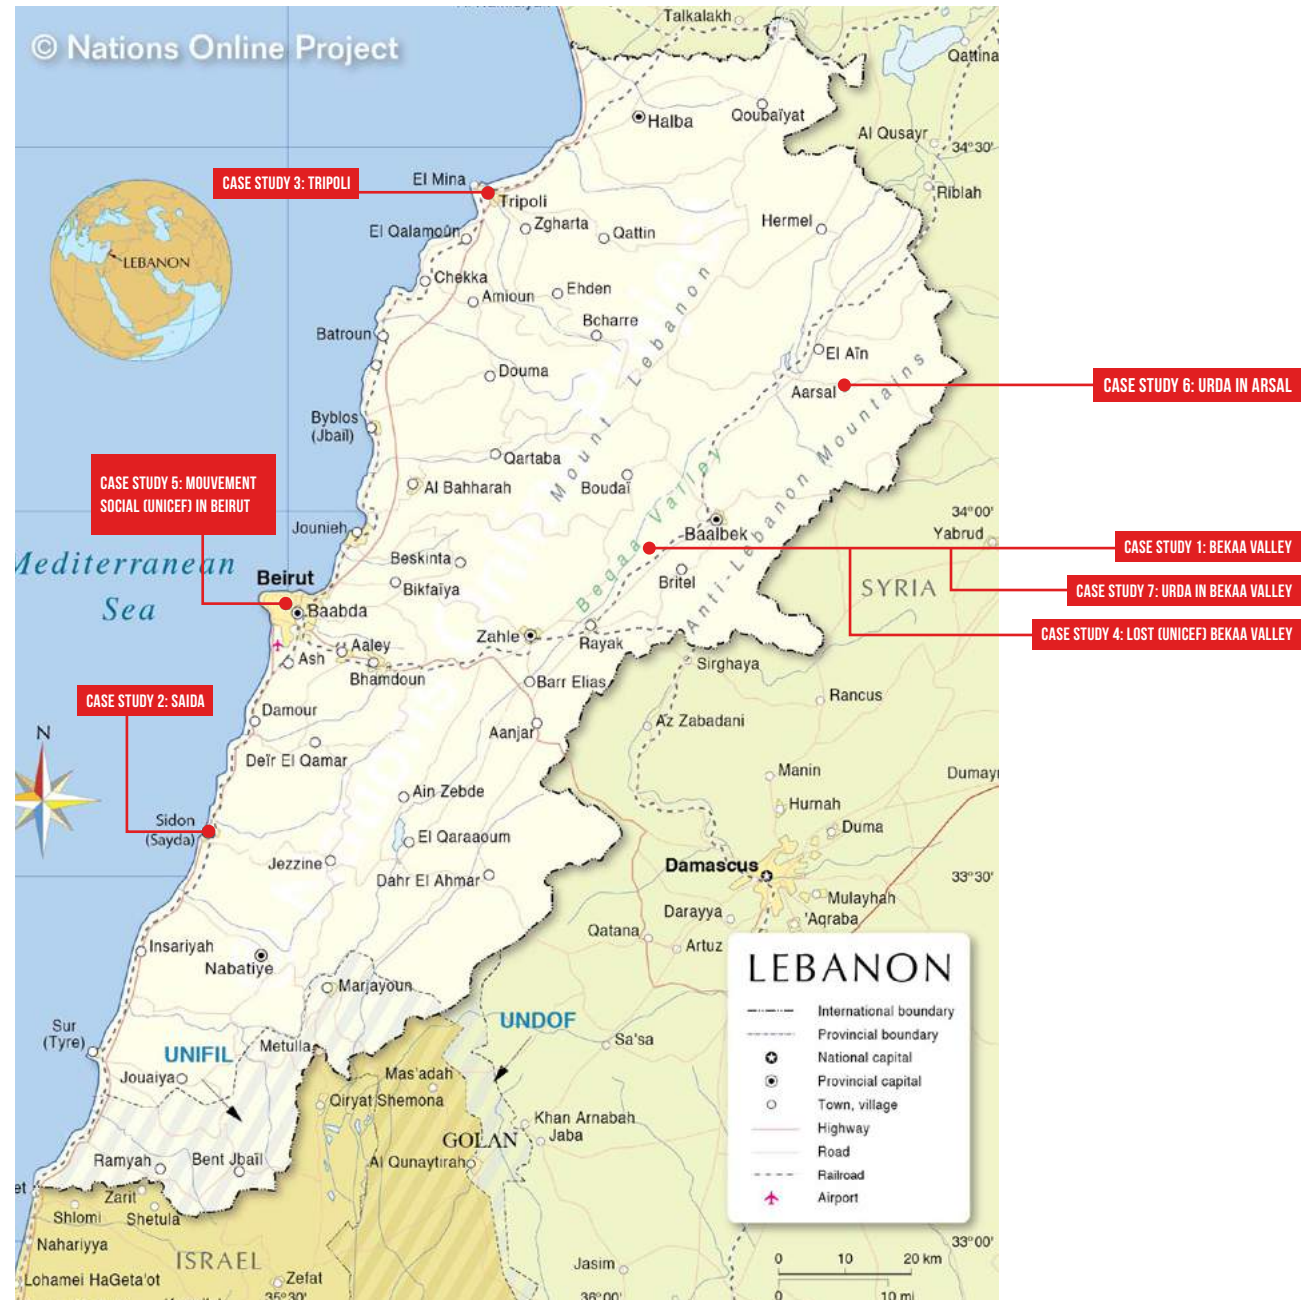 © Nations Online Project
Talkalakh
Qattina
Halba
Qoubaïyat
Al Qusayr
34°30'
CASE STUDY 3: TRIPOLI
El Mina
Tripoli
Riblah
LEBANON
El Qalamoûn
Zgharta
Qattin
Hermel
Chekka
Amioun
Ehden
Bcharre
Batroun
Mount Lebanon
El Aïn
Douma
Aarsal
CASE STUDY 6: URDA IN ARSAL
Byblos
(Jbail)
Anti-Lebanon Mountains
Qartaba
Al Bahharah
Boudaï
Beqaa Valley
CASE STUDY 5: MOUVEMENT
SOCIAL (UNICEF) IN BEIRUT
Jounieh
34°00'
Baalbek
Yabrud
CASE STUDY 1: BEKAA VALLEY
Mediterranean
Sea
Beskinta
Beirut
Bikfaïya
Britel
SYRIA
CASE STUDY 7: URDA IN BEKAA VALLEY
Baabda
Zahle
Rayak
CASE STUDY 4: LOST (UNICEF) BEKAA VALLEY
Aaley
Ash
Bhamdoun
Sirghaya
Barr Elias
Rancus
CASE STUDY 2: SAIDA
Damour
Az Zabadani
Aanjar
N
Deïr El Qamar
Manin
Dumayr
Ain Zebde
Hurnah
Sidon
(Sayda)
Duma
El Qaraaoum
Jezzine
Damascus
Dahr El Ahmar
33°30'
Mulayhah
Darayya
'Aqraba
Qatana
Artuz
Insariyah
Nabatiye
Marjayoun
LEBANON
International boundary
Provincial boundary
National capital
Provincial capital
Town, village
Highway
Road
Railroad
Airport
UNDOF
Sur
(Tyre)
UNIFIL
Metulla
Sa'sa
Jouaiya
Mas'adah
Qiryat Shemona
Khan Arnabah
GOLAN
Jaba
Ramyah
Bent Jbaïl
Al Qunaytirah
Zarit
Shlomi
Shetula
Nahariyya
ISRAEL
33°00'
Lohamei HaGeta'ot
Zefat
Jasim
0 10 20 km
0 10 mi
35°30'
36°00'